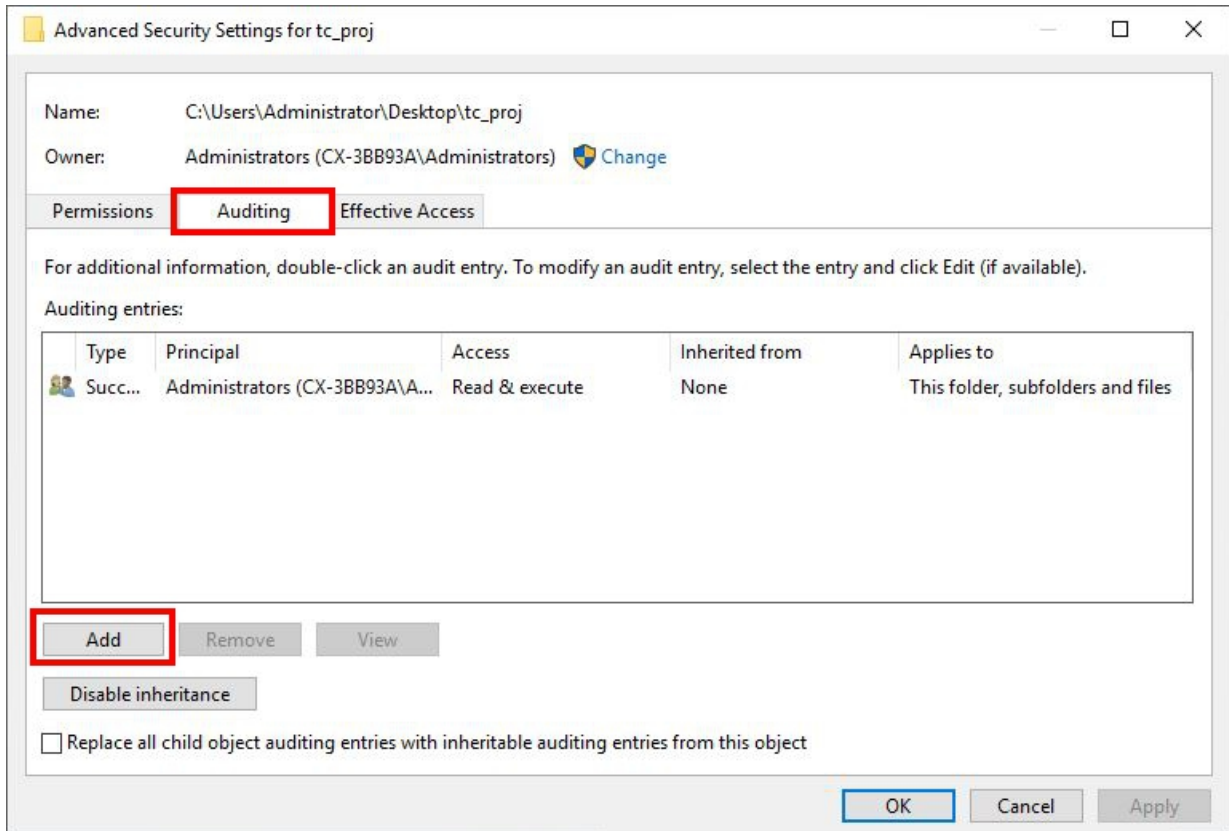 Advanced Security Settings for tc_proj
Name: C:\Users\Administrator\Desktop\tc_proj
Owner: Administrators (CX-3BB93A\Administrators) Change
Permissions Auditing Effective Access
For additional information, double-click an audit entry. To modify an audit entry, select the entry and click Edit (if available).
Auditing entries:
Type Principal Access Inherited from Applies to
Succ... Administrators (CX-3BB93A\A... Read & execute None This folder, subfolders and files
Add Remove View
Disable inheritance
Replace all child object auditing entries with inheritable auditing entries from this object
OK Cancel Apply